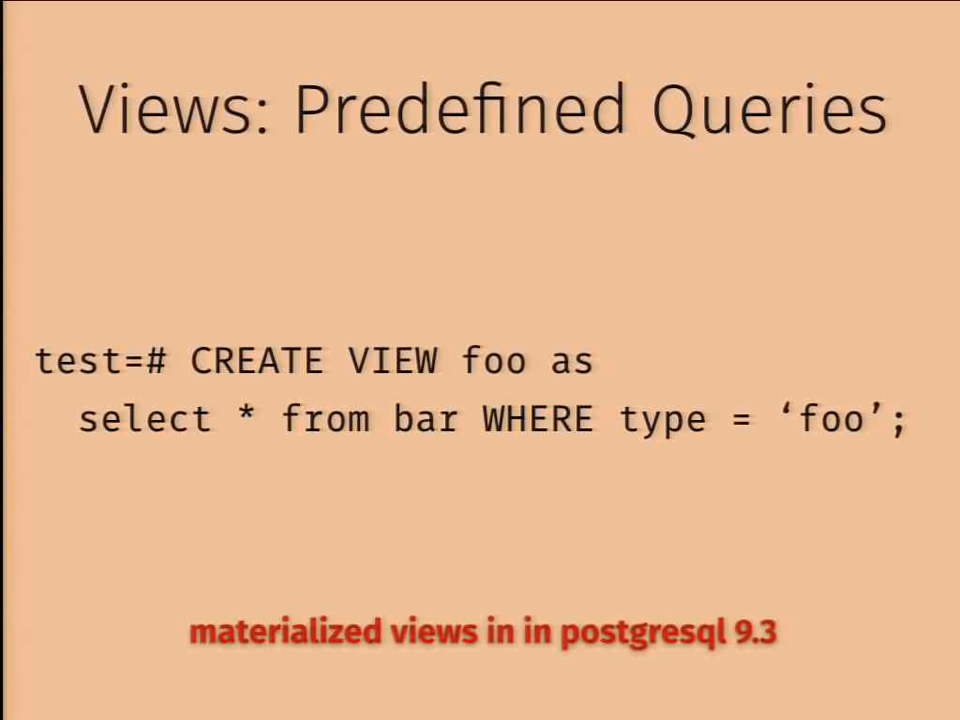 Views: Predefined Queries
test=# CREATE VIEW foo as
select * from bar WHERE type = ‘foo’;
materialized views in in postgresql 9.3